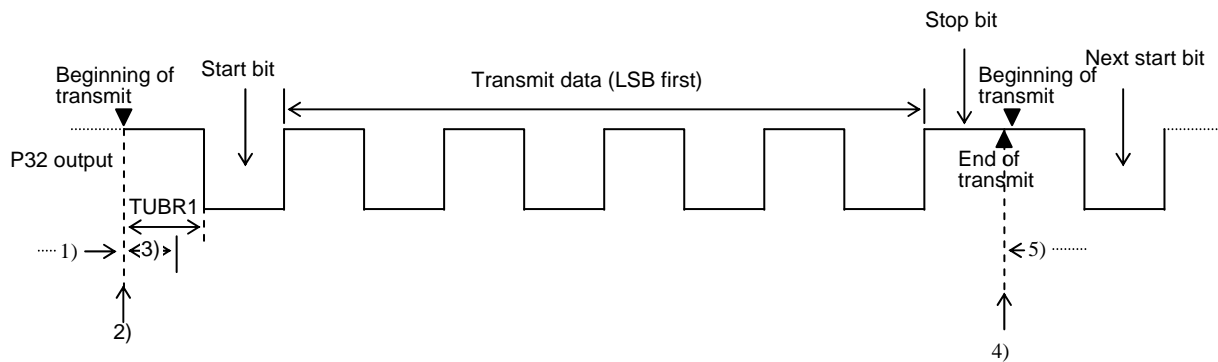 Stop bit
Next start bit
Start bit
Transmit data (LSB first)
Beginning of
transmit
Beginning of
transmit
P32 output
End of
transmit
TUBR1
1)
3)
5)
2)
4)